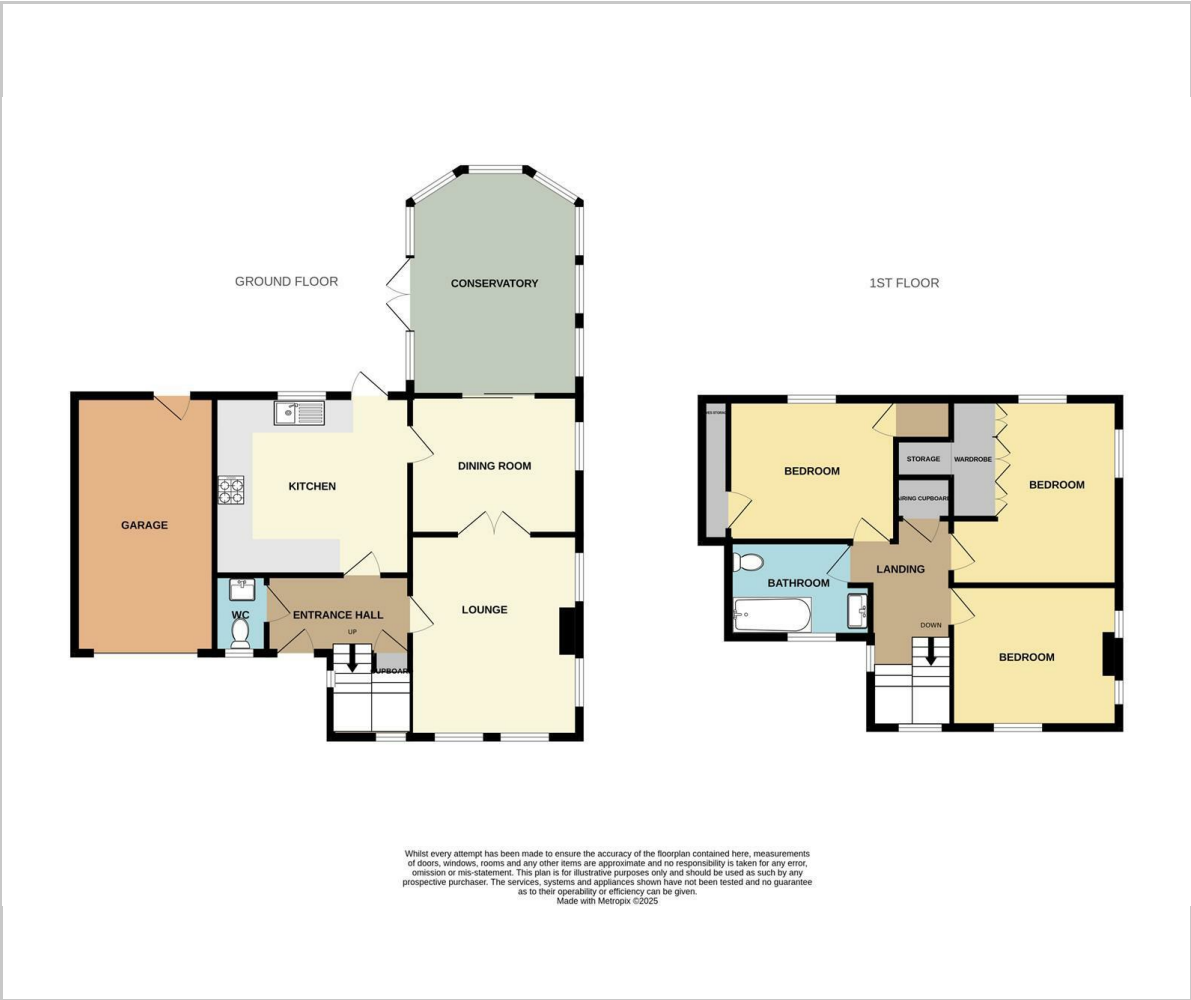 GROUND FLOOR
1ST FLOOR
CONSERVATORY
DINING ROOM
KITCHEN
GARAGE
WC
ENTRANCE HALL
UP
LOUNGE
BEDROOM
STORAGE
WARDROBE
BEDROOM
LANDING
BATHROOM
DOWN
BEDROOM
Whilst every attempt has been made to ensure the accuracy of the floorplan contained here, measurements
of doors, windows, rooms and any other items are approximate and no responsibility is taken for any error,
omission or mis-statement. This plan is for illustrative purposes only and should be used as such by any
prospective purchaser. The services, systems and appliances shown have not been tested and no guarantee
as to their operability or efficiency can be given.
Made with Metropix ©2025